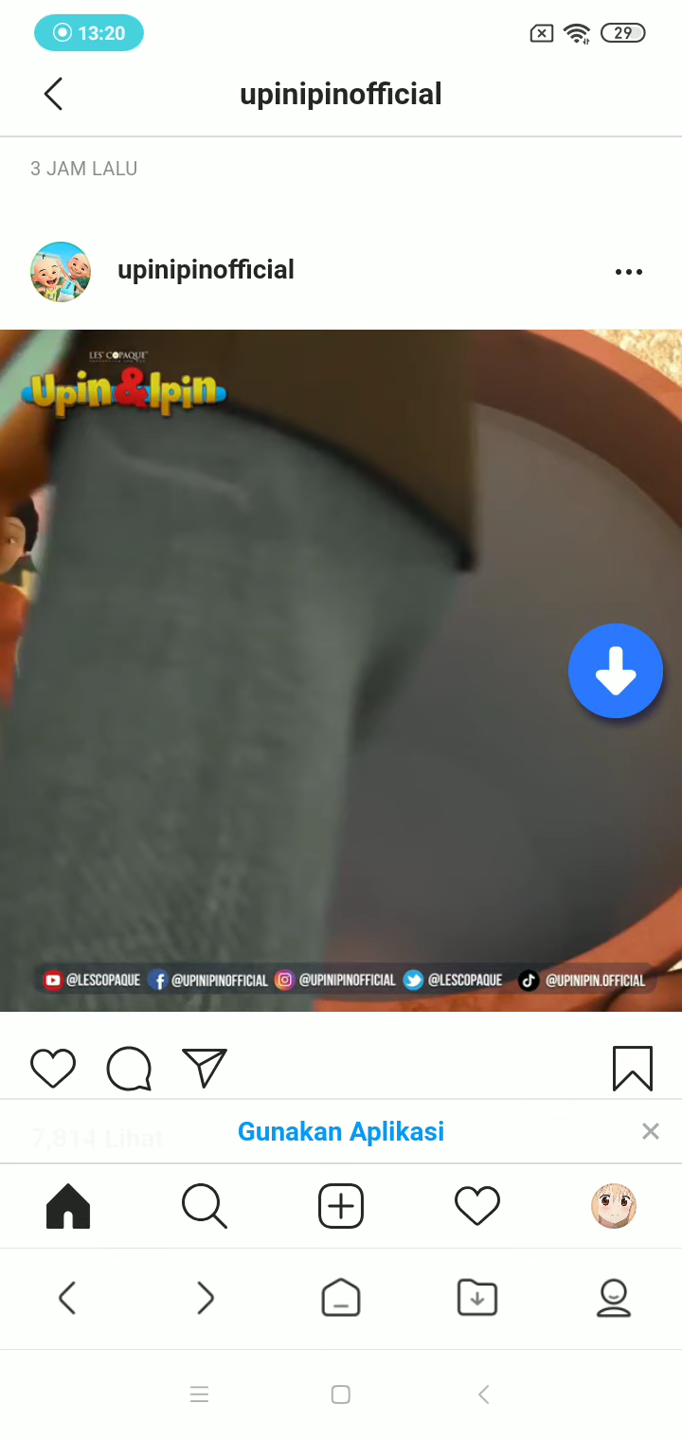 13:20
29
upinipinofficial
3 JAM LALU
upinipinofficial
LES' COPAQUE
Upin&Ipin
@LESCOPAQUE @UPINIPINOFFICIAL @UPINIPINOFFICIAL @LESCOPAQUE @UPINIPIN.OFFICIAL
7,814 Lihat
Gunakan Aplikasi